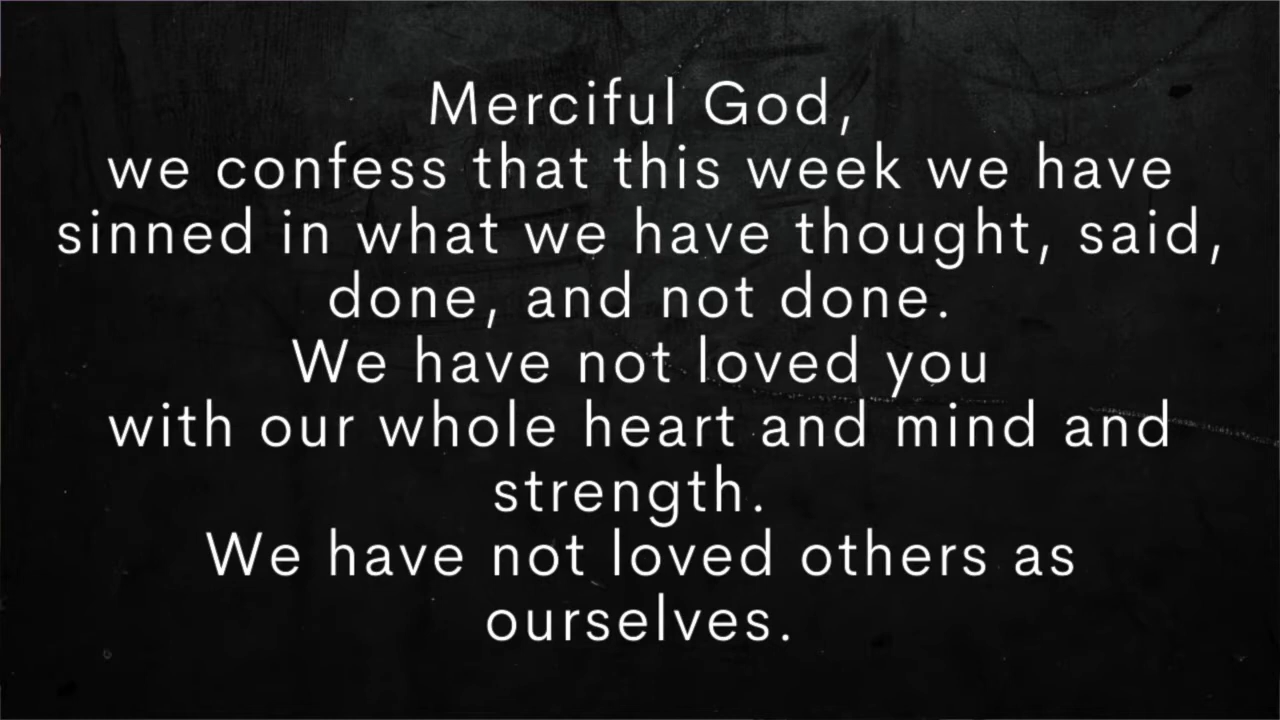 Merciful God,
we confess that this week we have
sinned in what we have thought, said,
done, and not done.
We have not loved you
with our whole heart and mind and
strength.
We have not loved others as
ourselves.